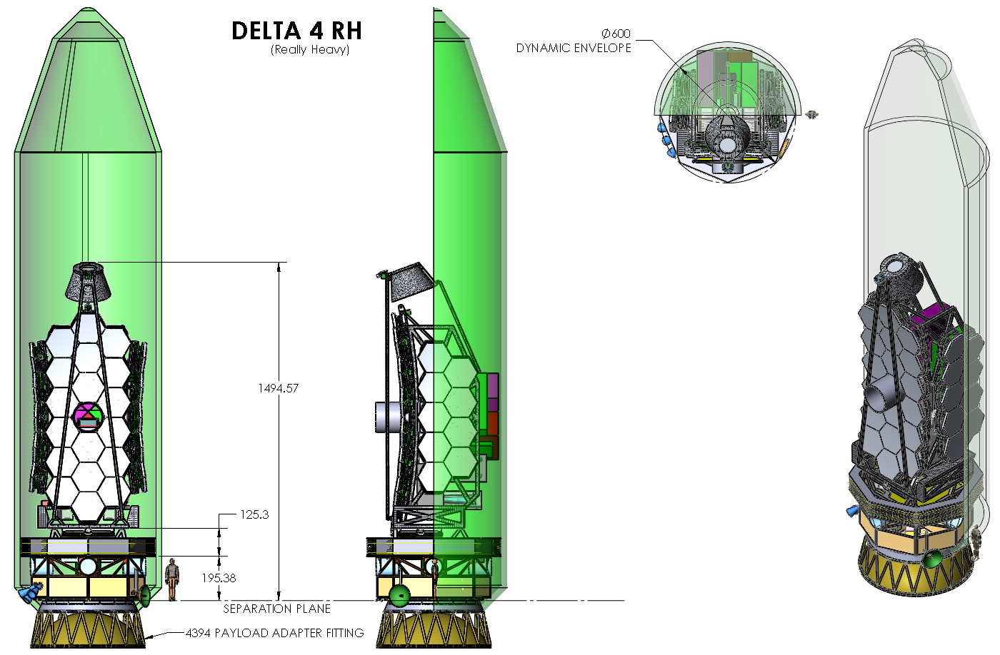 DELTA 4 RH
(Really Heavy)
Ø600
DYNAMIC ENVELOPE
1494.57
125.3
195.38
SEPARATION PLANE
4394 PAYLOAD ADAPTER FITTING